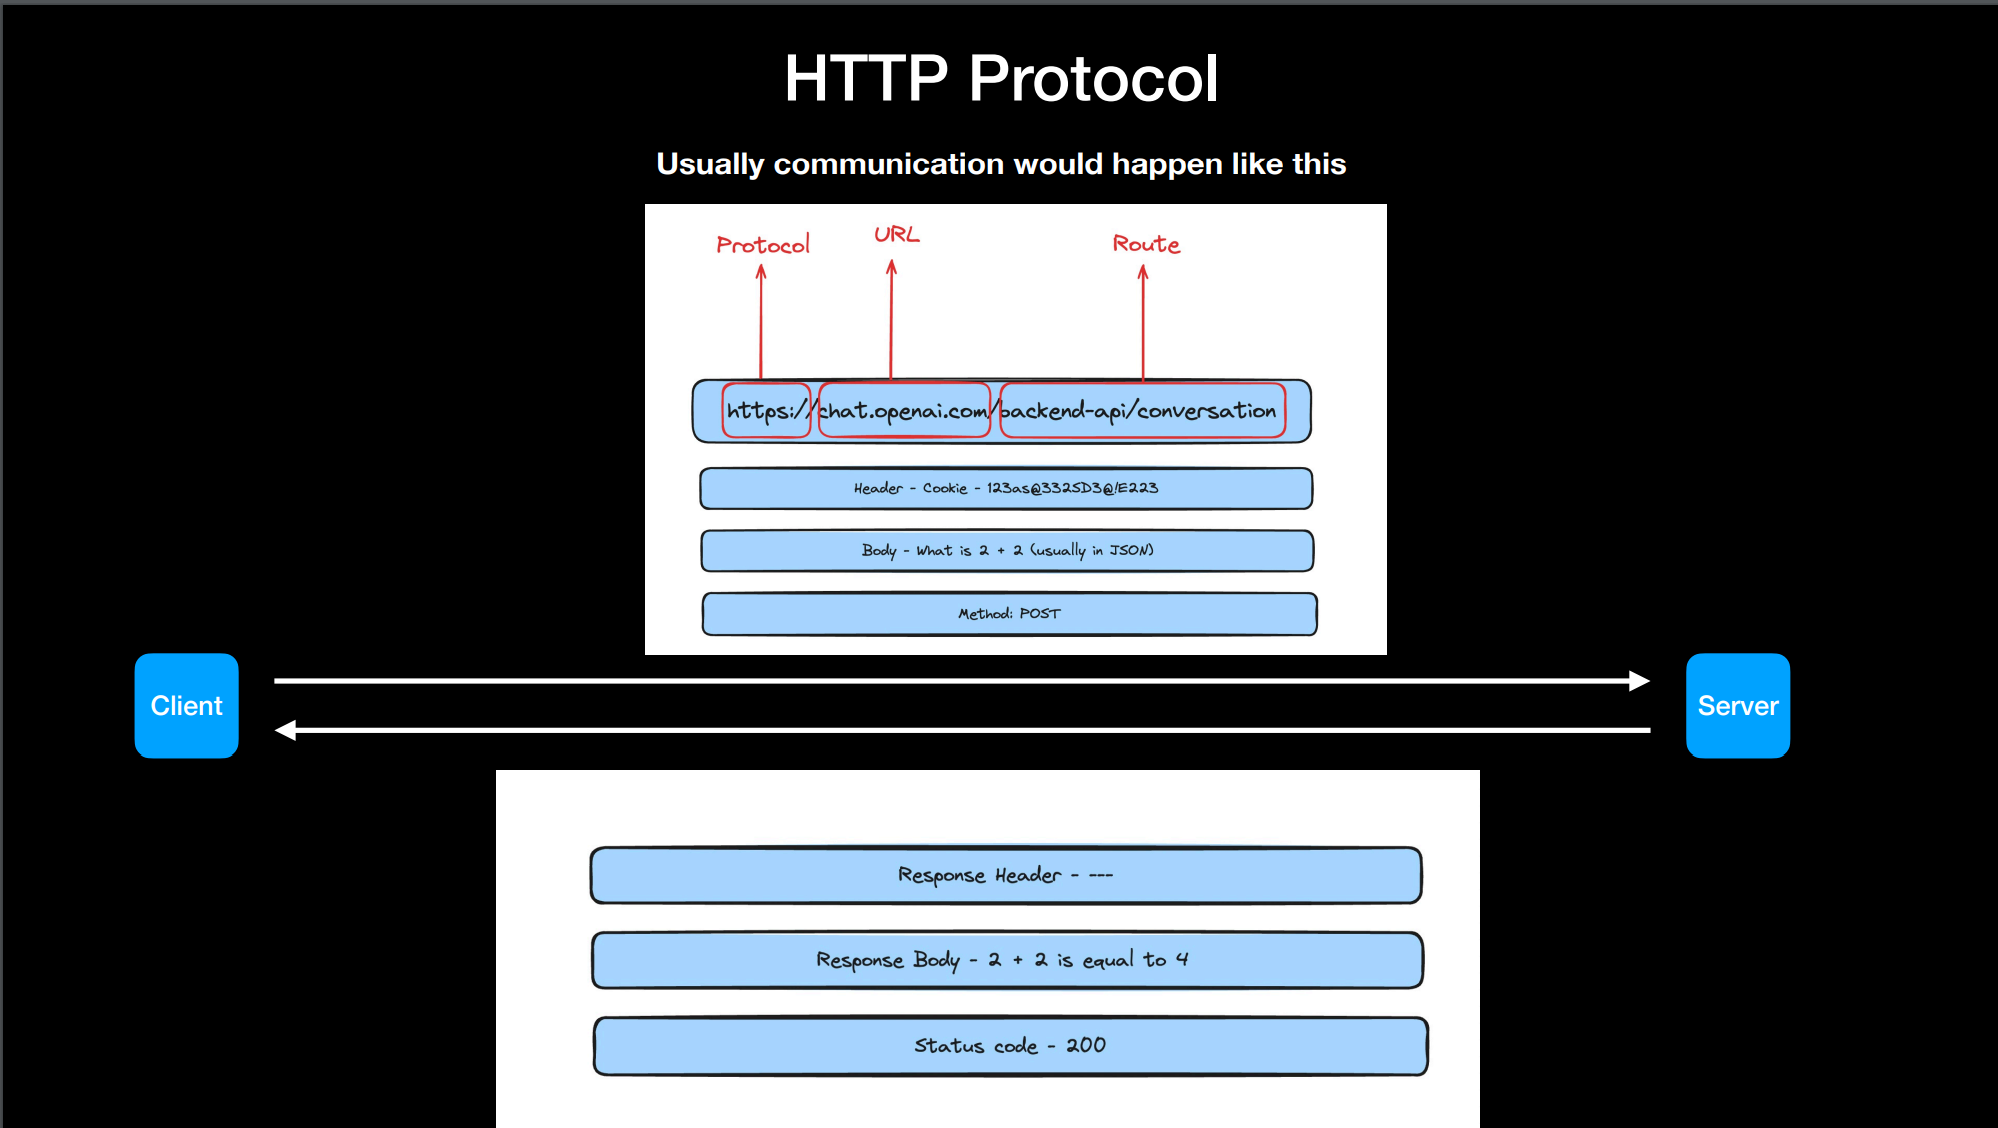 HTTP Protocol
Usually communication would happen like this
Protocol
URL
Route
https://chat.openai.com/backend-api/conversation
Header - Cookie - 123as@332SD3@!E223
Body - What is 2 + 2 (usually in JSON)
Method: POST
Client
Server
Response Header - ---
Response Body - 2 + 2 is equal to 4
Status code - 200